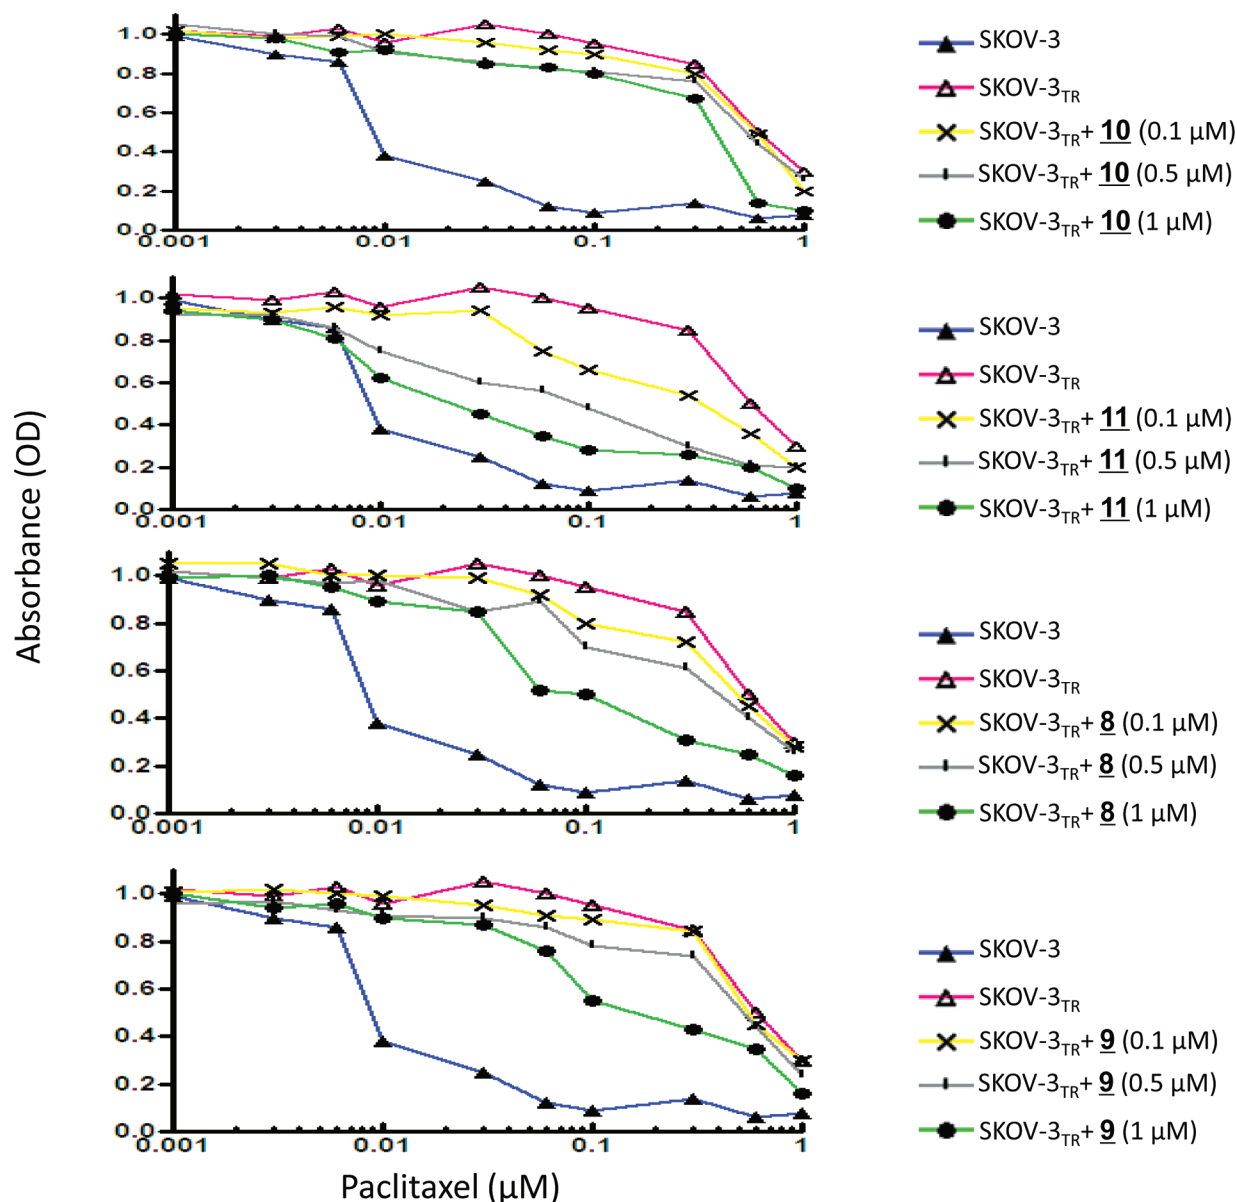 Absorbance (OD)
1.0
0.8
0.6
0.4
0.2
0.0
0.001 0.01 0.1 1
SKOV-3
SKOV-3TR
SKOV-3TR+ 10 (0.1 μM)
SKOV-3TR+ 10 (0.5 μM)
SKOV-3TR+ 10 (1 μM)
1.0
0.8
0.6
0.4
0.2
0.0
0.001 0.01 0.1 1
SKOV-3
SKOV-3TR
SKOV-3TR+ 11 (0.1 μM)
SKOV-3TR+ 11 (0.5 μM)
SKOV-3TR+ 11 (1 μM)
1.0
0.8
0.6
0.4
0.2
0.0
0.001 0.01 0.1 1
SKOV-3
SKOV-3TR
SKOV-3TR+ 8 (0.1 μM)
SKOV-3TR+ 8 (0.5 μM)
SKOV-3TR+ 8 (1 μM)
1.0
0.8
0.6
0.4
0.2
0.0
0.001 0.01 0.1 1
SKOV-3
SKOV-3TR
SKOV-3TR+ 9 (0.1 μM)
SKOV-3TR+ 9 (0.5 μM)
SKOV-3TR+ 9 (1 μM)
Paclitaxel (μM)